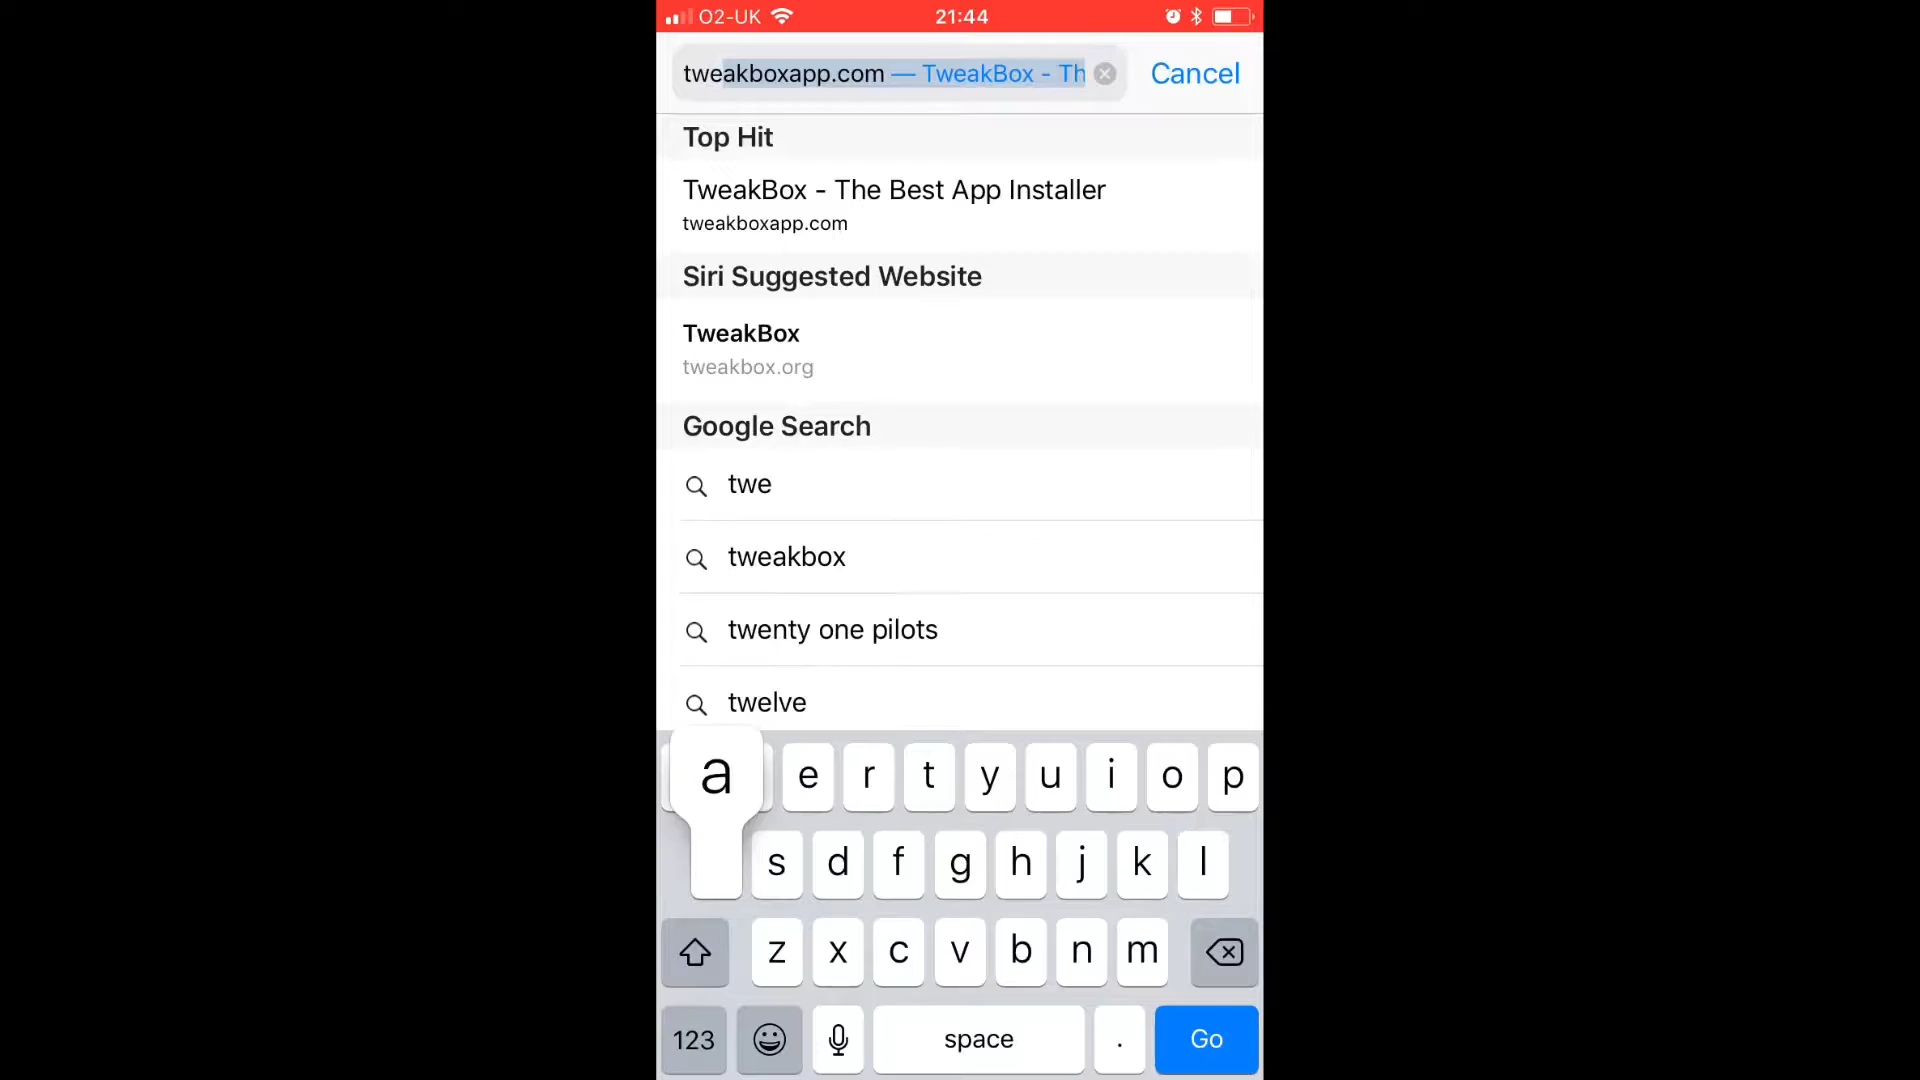 O2-UK 21:44
tweakboxapp.com — TweakBox - Th Cancel
Top Hit
TweakBox - The Best App Installer
tweakboxapp.com
Siri Suggested Website
TweakBox
tweakbox.org
Google Search
twe
tweakbox
twenty one pilots
twelve
a e r t y u i o p
s d f g h j k l
z x c v b n m
123 space . Go